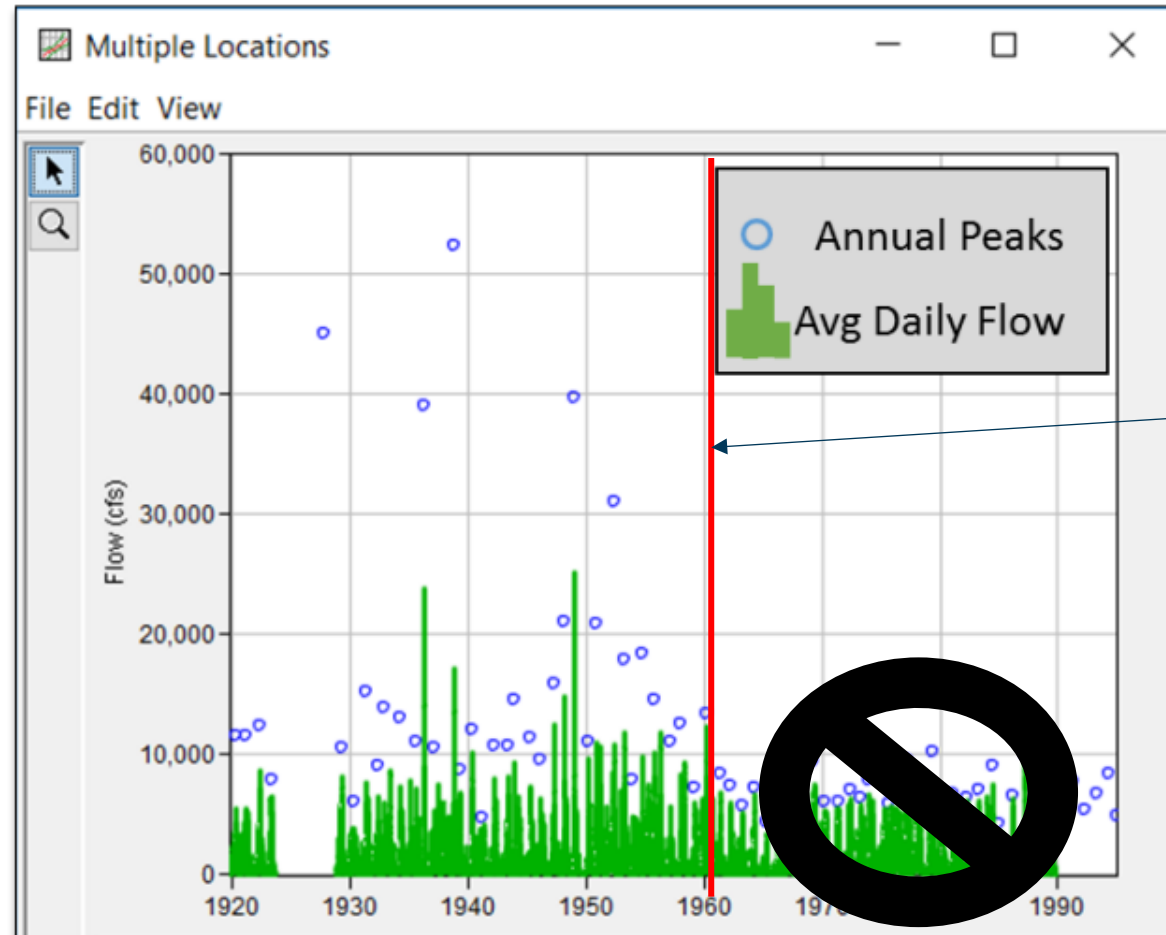 Multiple Locations
File Edit View
60,000
50,000
40,000
30,000
20,000
10,000
0
Flow (cfs)
Annual Peaks
Avg Daily Flow
1920 1930 1940 1950 1960 1990